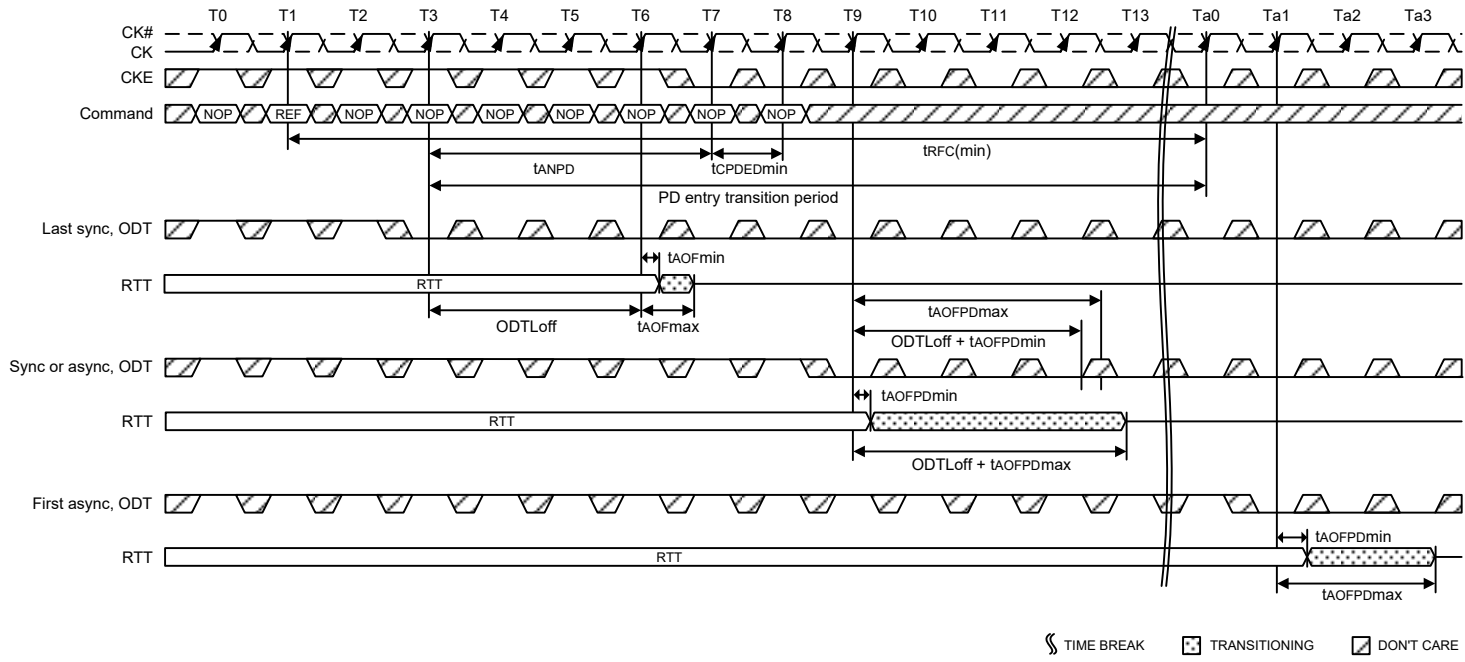 T0 T1 T2 T3 T4 T5 T6 T7 T8 T9 T10 T11 T12 T13 Ta0 Ta1 Ta2 Ta3
CK#
CK
CKE
Command NOP REF NOP NOP NOP NOP NOP NOP NOP
tRFC(min)
tANPD tCPDEDmin
PD entry transition period
Last sync, ODT
tAOFmin
RTT RTT
tAOFPDmax
ODTLoff tAOFmax
ODTLoff + tAOFPDmin
Sync or async, ODT
tAOFPDmin
RTT RTT
ODTLoff + tAOFPDmax
First async, ODT
tAOFPDmin
RTT RTT
tAOFPDmax
TIME BREAK TRANSITIONING DON'T CARE